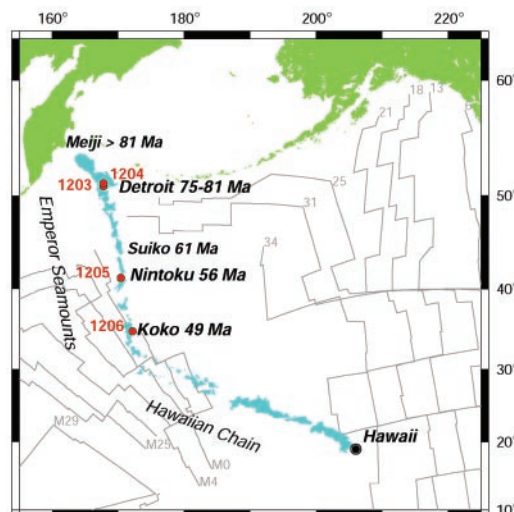 160° 180° 200° 220°
18 13
21
60°
Meiji > 81 Ma
1204
1203 Detroit 75-81 Ma
25
50°
31
Emperor Seamounts
Suiko 61 Ma
34
1205 Nintoku 56 Ma
40°
1206 Koko 49 Ma
30°
Hawaiian Chain
M29
Hawaii
M25
20°
M0
M4
10°